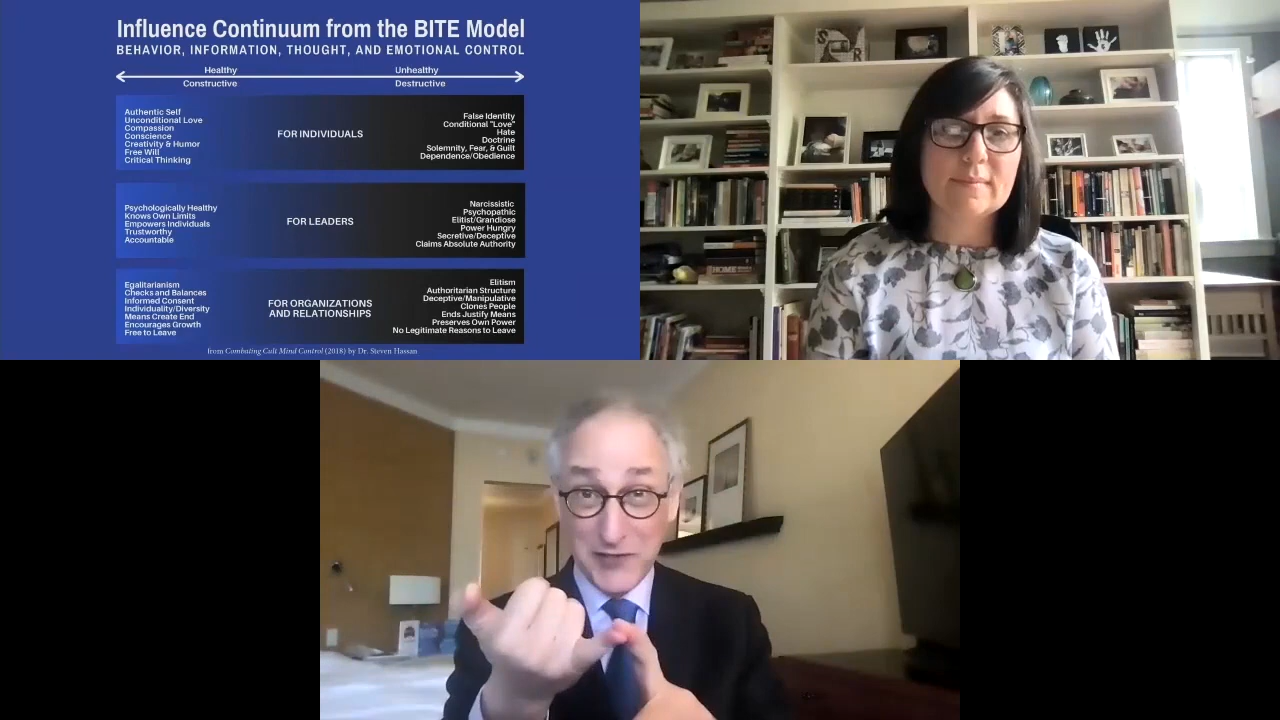 Influence Continuum from the BITE Model
BEHAVIOR, INFORMATION, THOUGHT, AND EMOTIONAL CONTROL
Healthy Unhealthy
Constructive Destructive
Authentic Self
Unconditional Love
Compassion
Conscience
Creativity & Humor
Free Will
Critical Thinking
FOR INDIVIDUALS
False Identity
Conditional "Love"
Hate
Doctrine
Solemnity, Fear, & Guilt
Dependence/Obedience
Psychologically Healthy
Knows Own Limits
Empowers Individuals
Trustworthy
Accountable
FOR LEADERS
Narcissistic
Psychopathic
Elitist/Grandiose
Power Hungry
Secretive/Deceptive
Claims Absolute Authority
Egalitarianism
Checks and Balances
Informed Consent
Individuality/Diversity
Means Create End
Encourages Growth
Free to Leave
FOR ORGANIZATIONS
AND RELATIONSHIPS
Elitism
Authoritarian Structure
Deceptive/Manipulative
Clones People
Ends Justify Means
Preserves Own Power
No Legitimate Reasons to Leave
from Combating Cult Mind Control (2018) by Dr. Steven Hassan
HOME